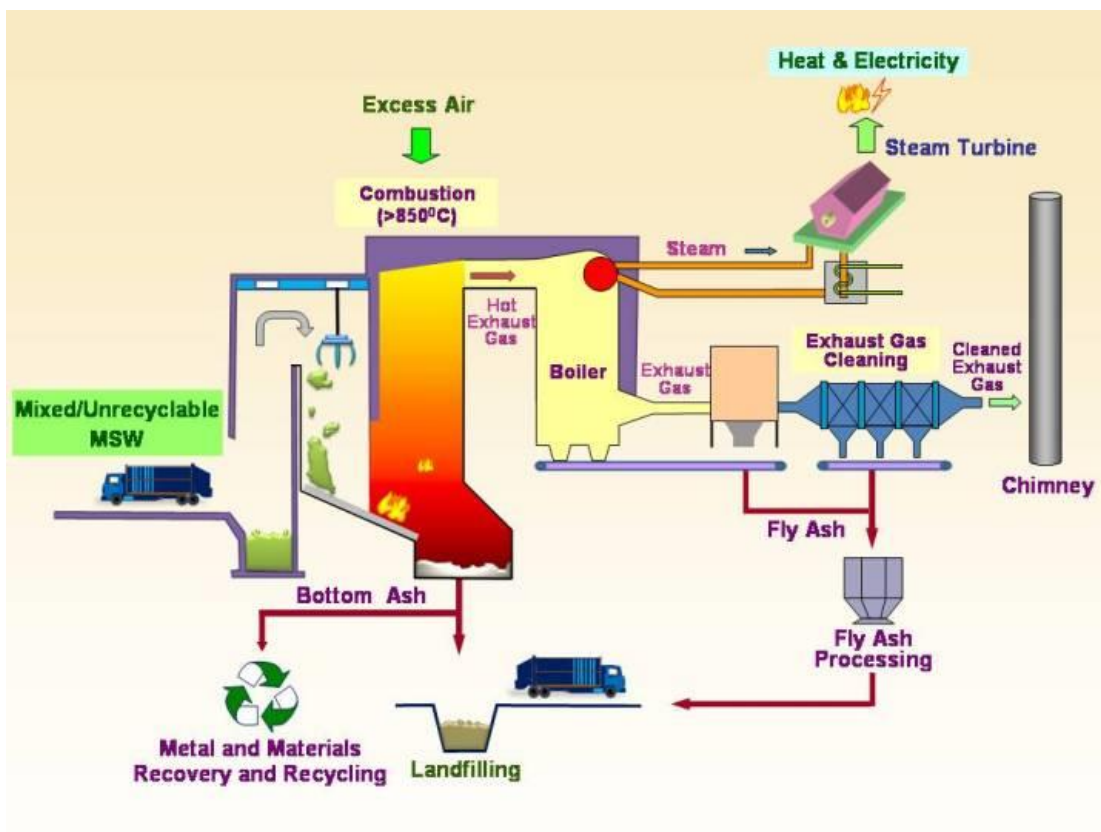 Heat & Electricity
Excess Air
Steam Turbine
Combustion
(>850⁰C)
Steam
Hot
Exhaust
Gas
Exhaust Gas
Cleaning
Cleaned
Exhaust
Gas
Boiler
Exhaust
Gas
Mixed/Unrecyclable
MSW
Chimney
Fly Ash
Bottom Ash
Fly Ash
Processing
Metal and Materials
Recovery and Recycling
Landfilling